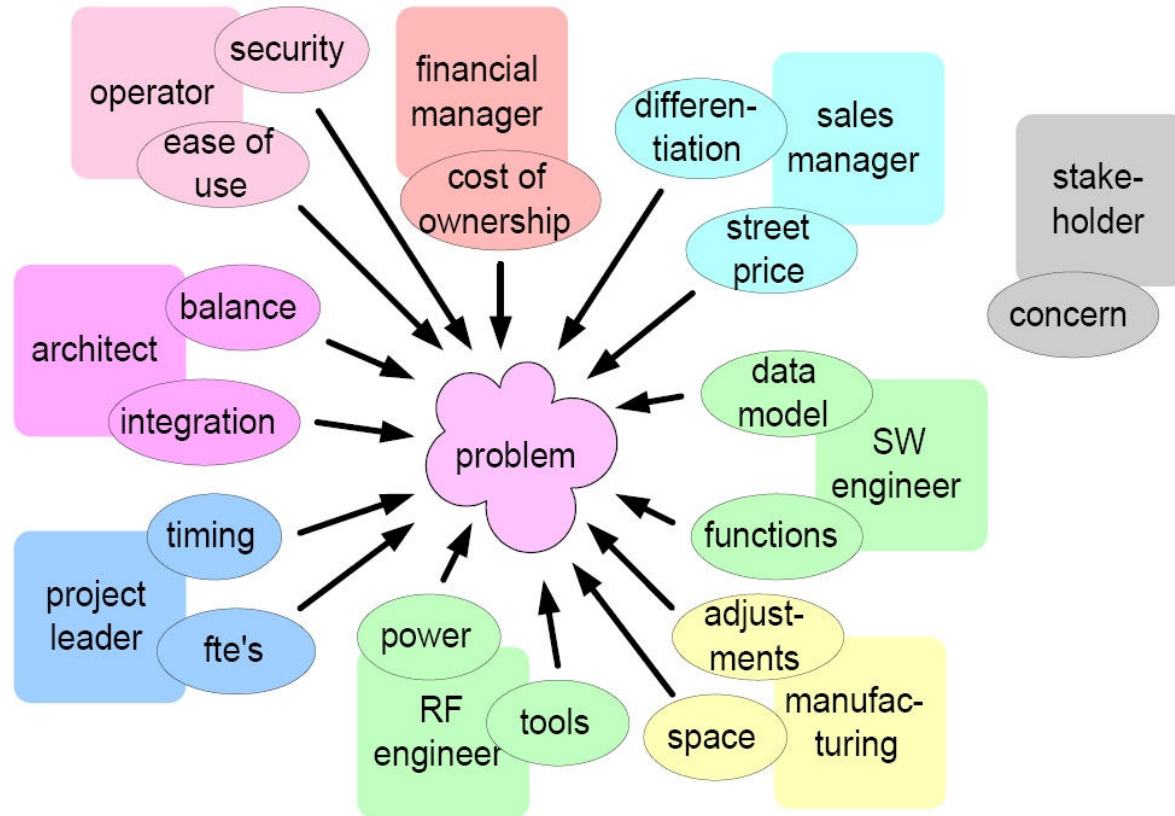 security
operator
ease of
use
financial
manager
cost of
ownership
differen-
tiation
sales
manager
street
price
stake-
holder
concern
balance
architect
integration
problem
data
model
SW
engineer
functions
timing
project
leader
fte's
power
RF
engineer
tools
adjust-
ments
space
manufac-
turing